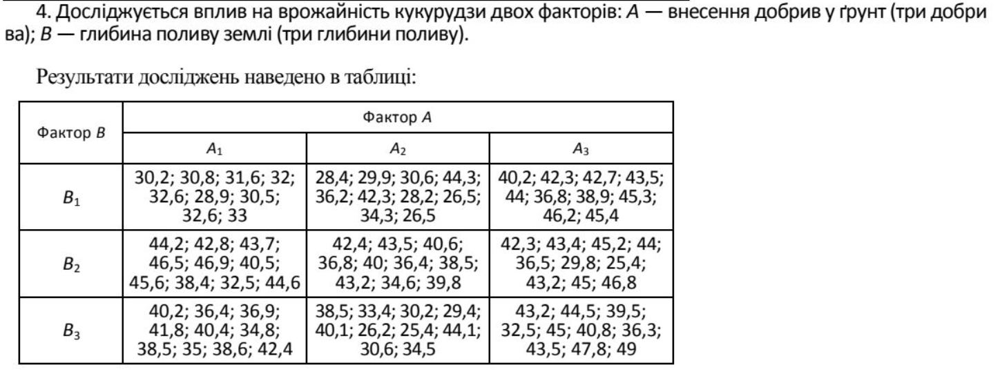 4. Досліджується вплив на врожайність кукурудзи двох факторів: A — внесення добрив у ґрунт (три добри
ва); B — глибина поливу землі (три глибини поливу).
Результати досліджень наведено в таблиці:
Фактор B
Фактор A
A₁
A₂
A₃
B₁
30,2; 30,8; 31,6; 32;
32,6; 28,9; 30,5;
32,6; 33
28,4; 29,9; 30,6; 44,3;
36,2; 42,3; 28,2; 26,5;
34,3; 26,5
40,2; 42,3; 42,7; 43,5;
44; 36,8; 38,9; 45,3;
46,2; 45,4
B₂
44,2; 42,8; 43,7;
46,5; 46,9; 40,5;
45,6; 38,4; 32,5; 44,6
42,4; 43,5; 40,6;
36,8; 40; 36,4; 38,5;
43,2; 34,6; 39,8
42,3; 43,4; 45,2; 44;
36,5; 29,8; 25,4;
43,2; 45; 46,8
B₃
40,2; 36,4; 36,9;
41,8; 40,4; 34,8;
38,5; 35; 38,6; 42,4
38,5; 33,4; 30,2; 29,4;
40,1; 26,2; 25,4; 44,1;
30,6; 34,5
43,2; 44,5; 39,5;
32,5; 45; 40,8; 36,3;
43,5; 47,8; 49